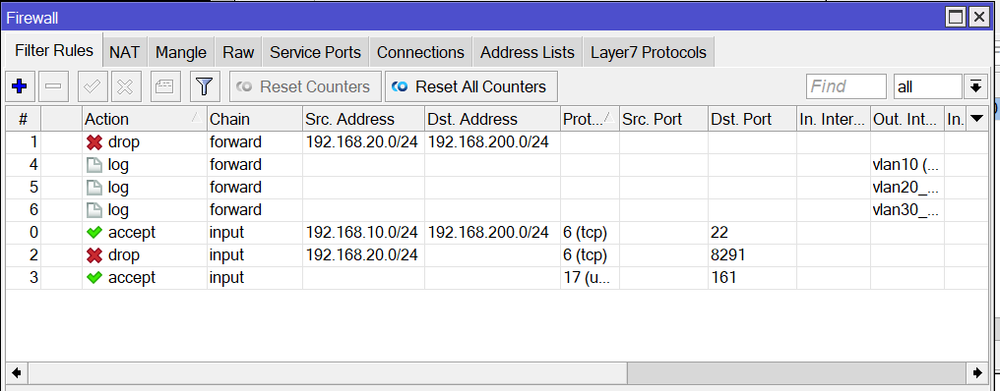 Firewall
Filter Rules NAT Mangle Raw Service Ports Connections Address Lists Layer7 Protocols
Reset Counters Reset All Counters Find all
# Action Chain Src. Address Dst. Address Prot... Src. Port Dst. Port In. Inter... Out. Int... In.
1 drop forward 192.168.20.0/24 192.168.200.0/24
4 log forward vlan10 (...
5 log forward vlan20_...
6 log forward vlan30_...
0 accept input 192.168.10.0/24 192.168.200.0/24 6 (tcp) 22
2 drop input 192.168.20.0/24 6 (tcp) 8291
3 accept input 17 (u... 161